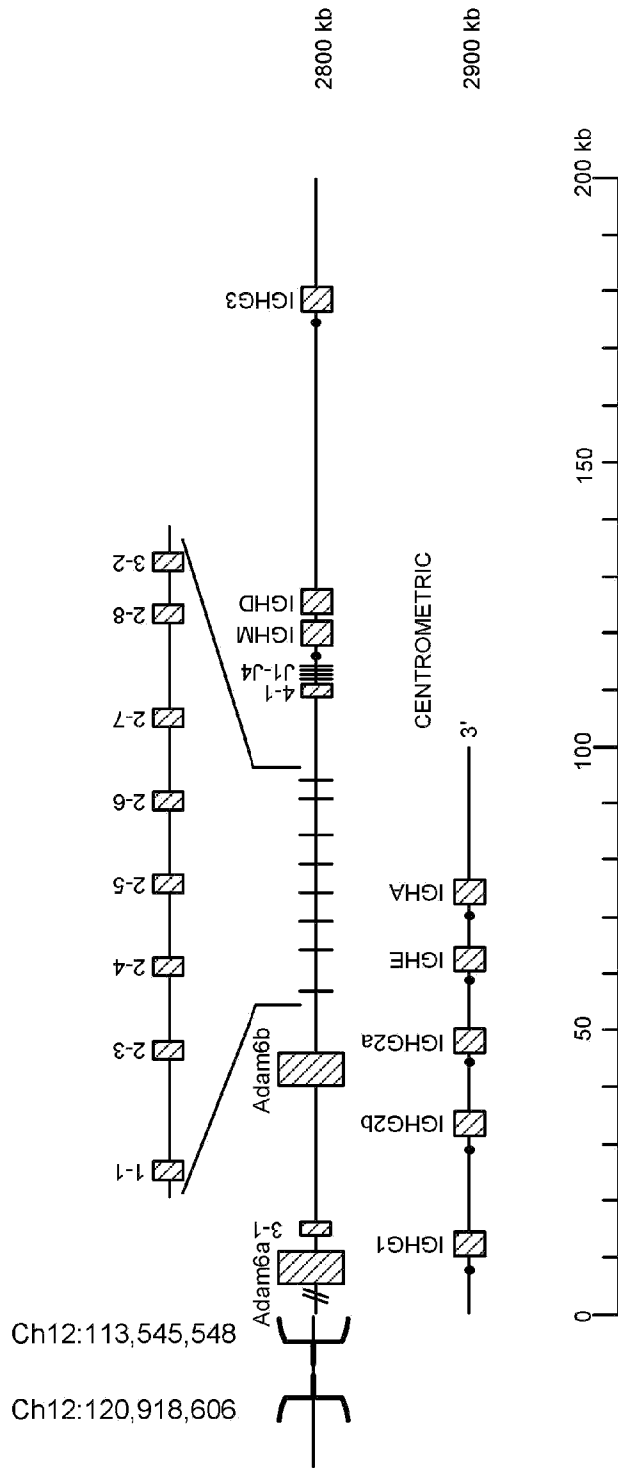 Ch12:120,918,606
Ch12:113,545,548
1-1
2-3
2-4
2-5
2-6
2-7
2-8
3-2
Adam6a
3-1
Adam6b
4-1
J1-J4
IGHM
IGHD
IGHG3
2800 kb
IGHG1
IGHG2b
IGHG2a
IGHE
IGHA
3'
CENTROMETRIC
2900 kb
0
50
100
150
200 kb